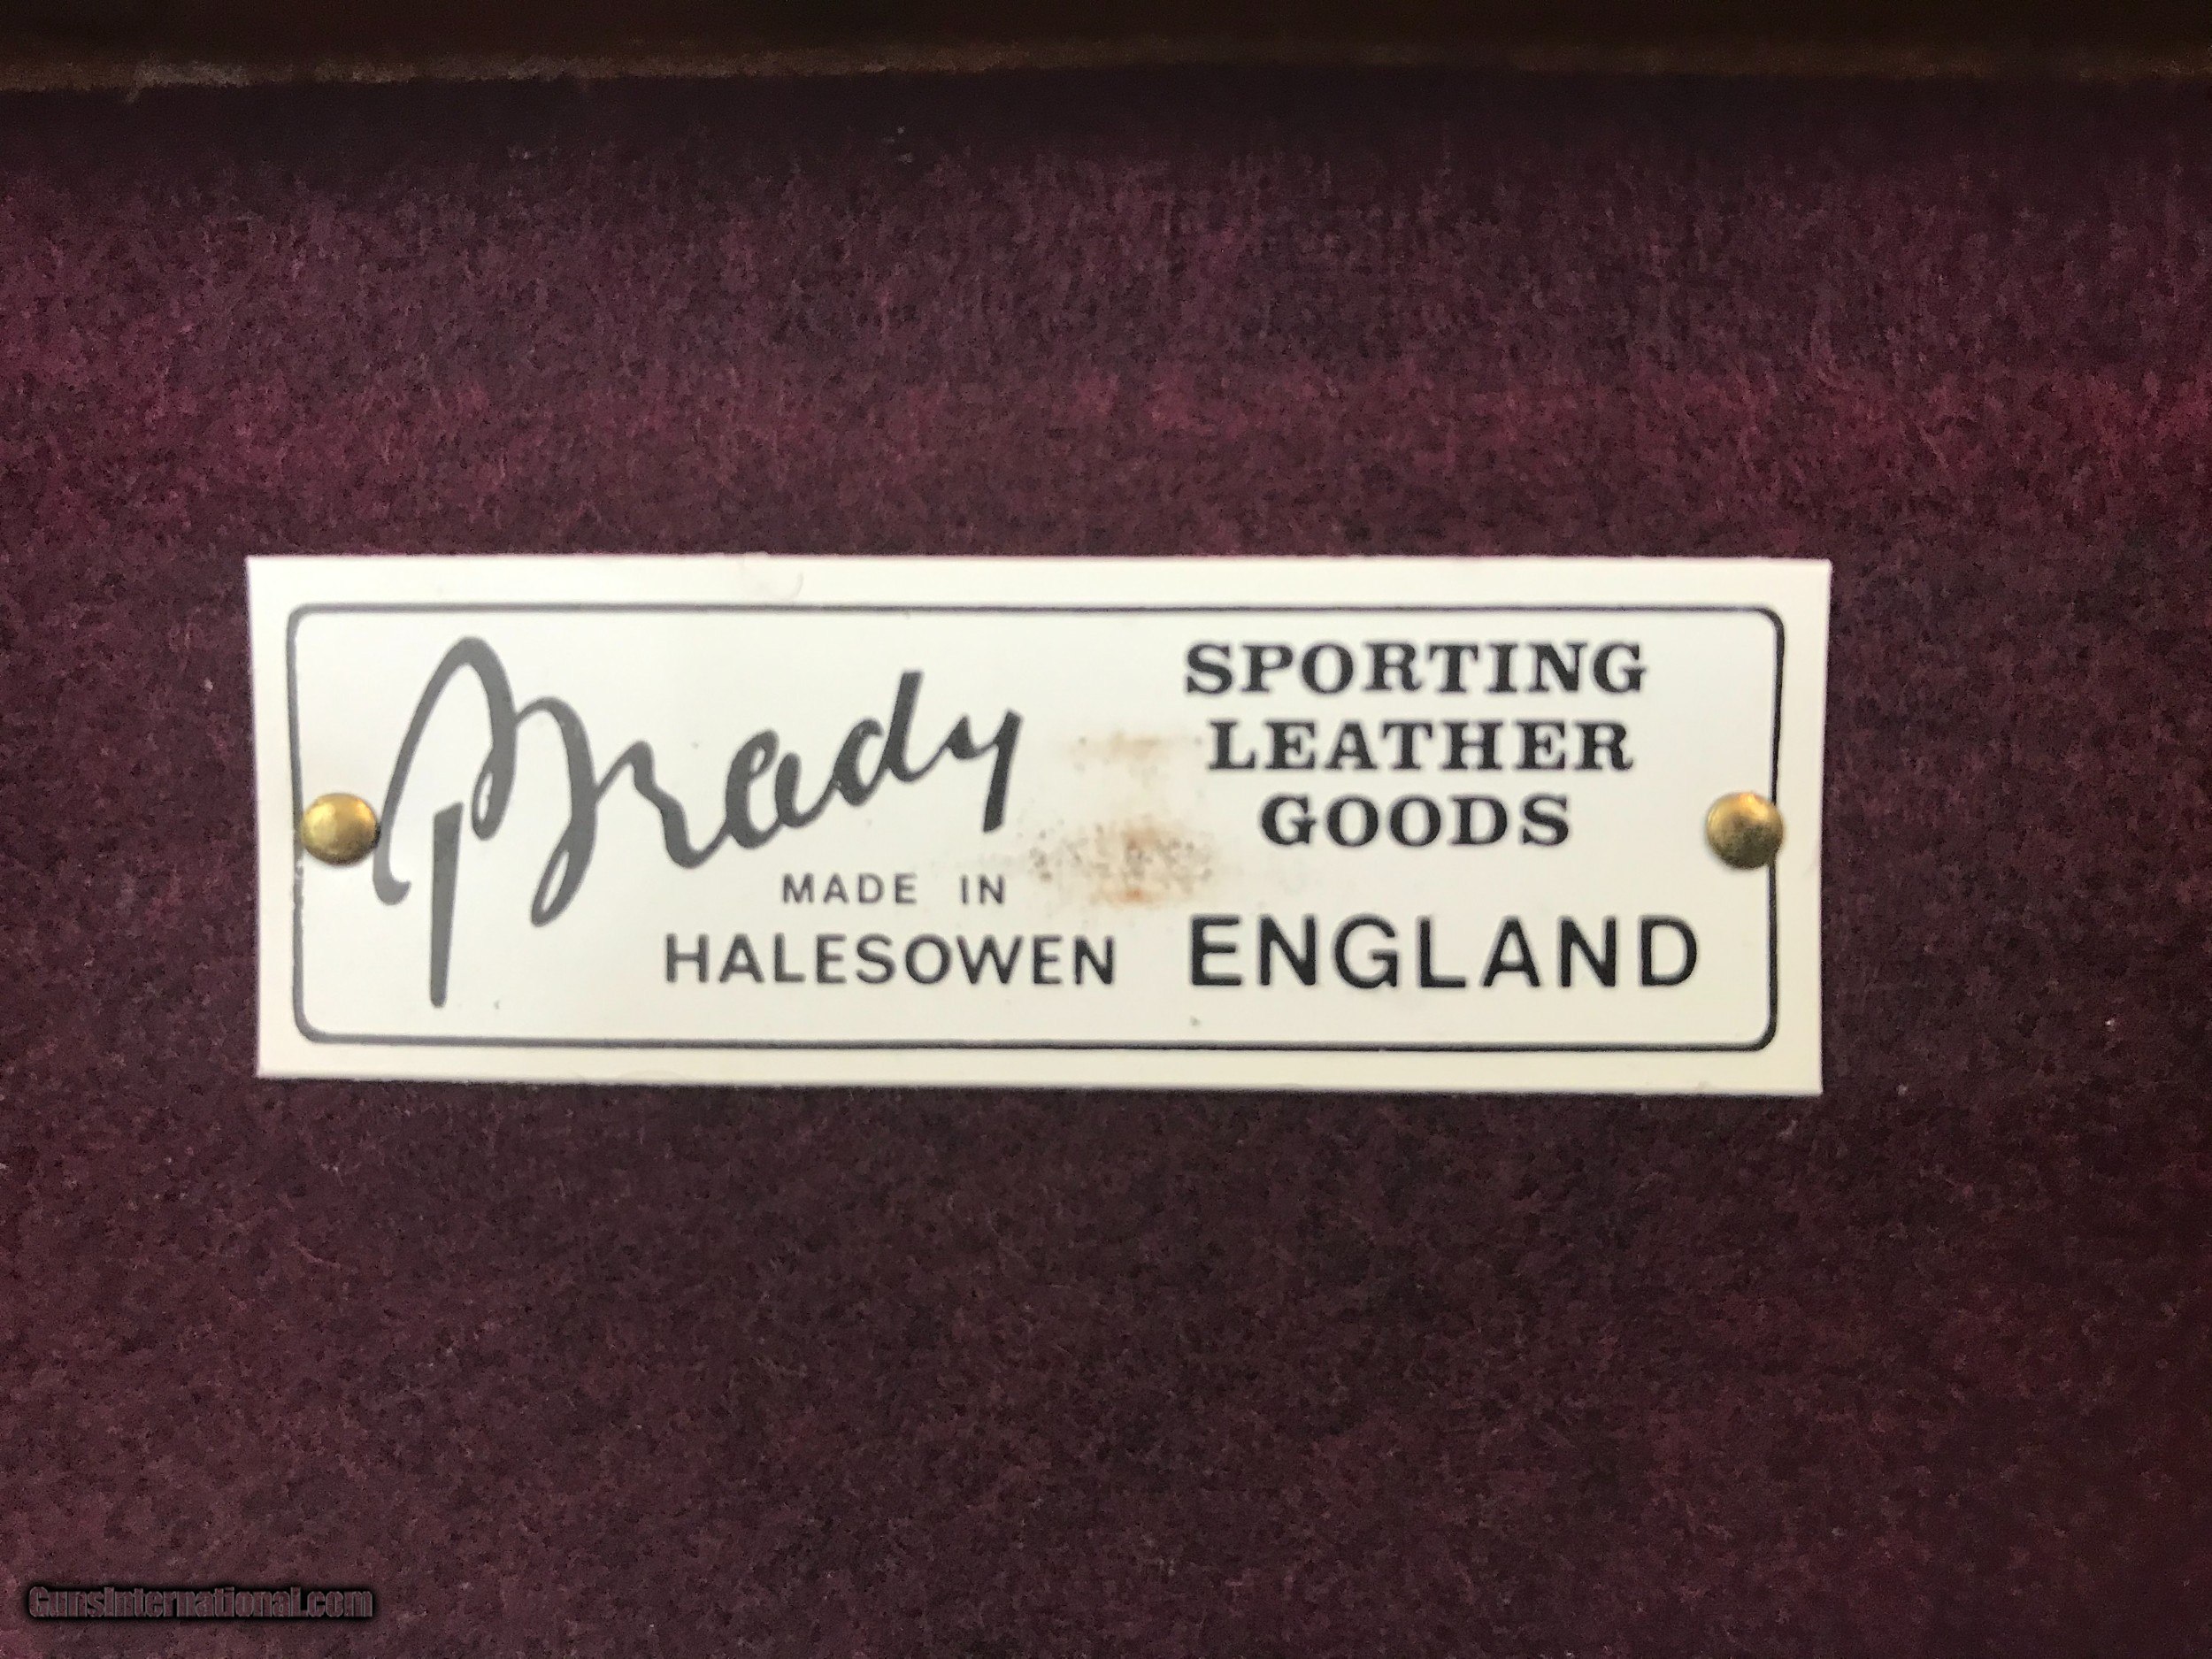 Brady
MADE IN
HALESOWEN
SPORTING
LEATHER
GOODS
ENGLAND
GunsInternational.com